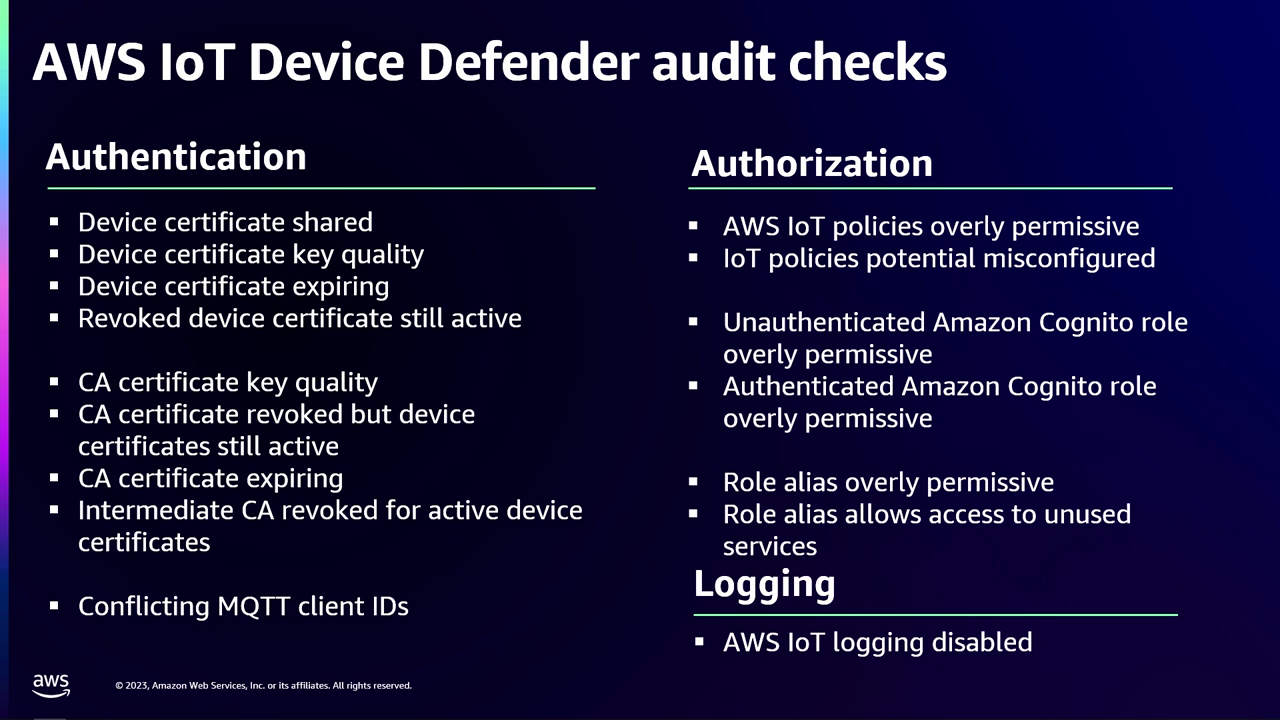 AWS IoT Device Defender audit checks
Authentication
▪ Device certificate shared
▪ Device certificate key quality
▪ Device certificate expiring
▪ Revoked device certificate still active
▪ CA certificate key quality
▪ CA certificate revoked but device
certificates still active
▪ CA certificate expiring
▪ Intermediate CA revoked for active device
certificates
▪ Conflicting MQTT client IDs
Authorization
▪ AWS IoT policies overly permissive
▪ IoT policies potential misconfigured
▪ Unauthenticated Amazon Cognito role
overly permissive
▪ Authenticated Amazon Cognito role
overly permissive
▪ Role alias overly permissive
▪ Role alias allows access to unused
services
Logging
▪ AWS IoT logging disabled
aws
© 2023, Amazon Web Services, Inc. or its affiliates. All rights reserved.